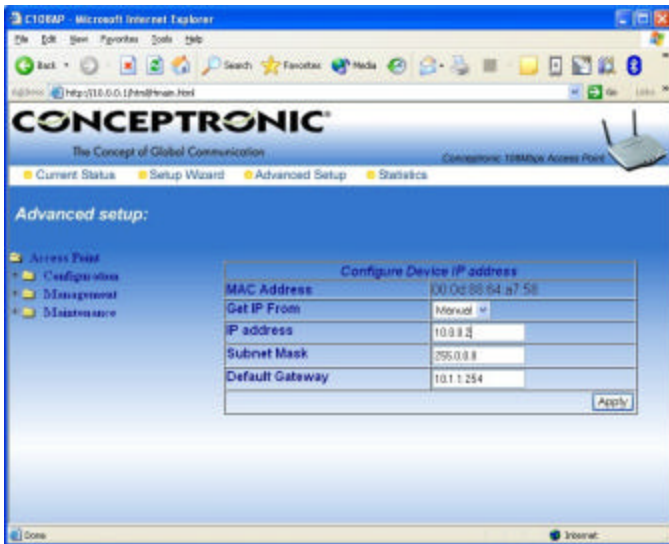 C108AP - Microsoft Internet Explorer
File Edit View Favorites Tools Help
Back Search Favorites Media
Address http://10.0.0.1/html/Hmain.html Go Links
CONCEPTRONIC
The Concept of Global Communication
Conceptronic 108Mbps Access Point
Current Status Setup Wizard Advanced Setup Statistics
Advanced setup:
Access Point
Configuration
Management
Maintenance
Configure Device IP address
MAC Address 00:0d:88:64:a7:58
Get IP From Manual
IP address 10.0.0.2
Subnet Mask 255.0.0.0
Default Gateway 10.1.1.254
Apply
Done Internet